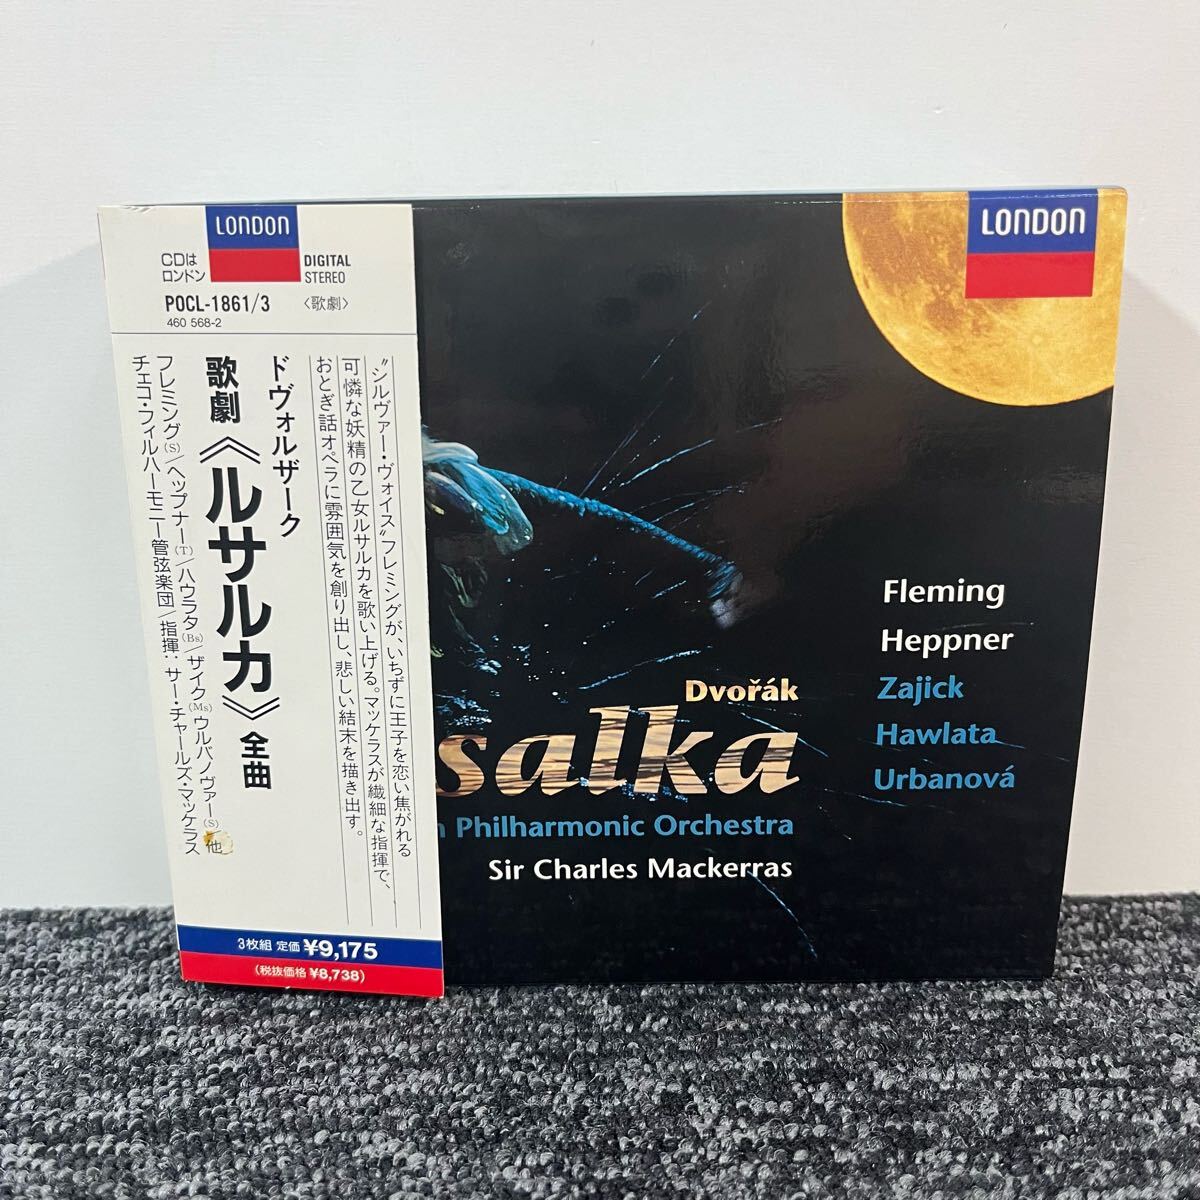 LONDON
CDは
ロンドン
DIGITAL
STEREO
POCL-1861/3
〈歌劇〉
460 568-2
"シルヴァー・ヴォイス"フレミングが、いちずに王子を恋い焦がれる
可憐な妖精の乙女ルサルカを歌い上げる。マッケラスが繊細な指揮で、
おとぎ話オペラに雰囲気を創り出し、悲しい結末を描き出す。
ドヴォルザーク
歌劇《ルサルカ》全曲
フレミング(S)/ヘップナー(T)/ハウラタ(Bs)/ザイク(Ms)ウルバノヴァー(S)/他
チェコ・フィルハーモニー管弦楽団/指揮:サー・チャールズ・マッケラス
3枚組 定価 ¥9,175
(税抜価格 ¥8,738)
LONDON
Fleming
Heppner
Zajick
Hawlata
Urbanová
Dvořák
salka
n Philharmonic Orchestra
Sir Charles Mackerras